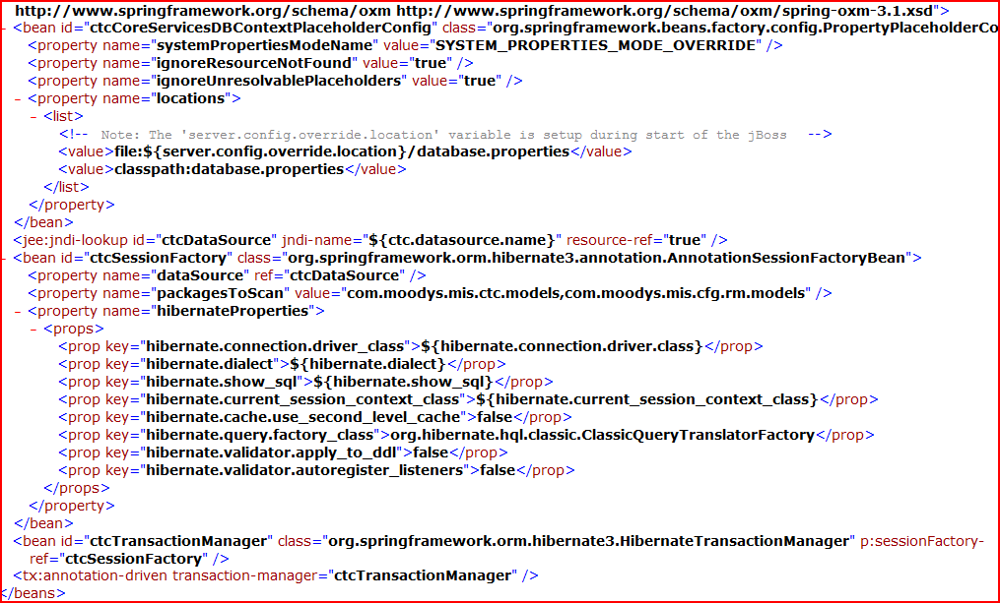 http://www.springframework.org/schema/oxm http://www.springframework.org/schema/oxm/spring-oxm-3.1.xsd">
- <bean id="ctcCoreServicesDBContextPlaceholderConfig" class="org.springframework.beans.factory.config.PropertyPlaceholderCo
<property name="systemPropertiesModeName" value="SYSTEM_PROPERTIES_MODE_OVERRIDE" />
<property name="ignoreResourceNotFound" value="true" />
<property name="ignoreUnresolvablePlaceholders" value="true" />
- <property name="locations">
- <list>
<!-- Note: The 'server.config.override.location' variable is setup during start of the jBoss -->
<value>file:${server.config.override.location}/database.properties</value>
<value>classpath:database.properties</value>
</list>
</property>
</bean>
<jee:jndi-lookup id="ctcDataSource" jndi-name="${ctc.datasource.name}" resource-ref="true" />
- <bean id="ctcSessionFactory" class="org.springframework.orm.hibernate3.annotation.AnnotationSessionFactoryBean">
<property name="dataSource" ref="ctcDataSource" />
<property name="packagesToScan" value="com.moodys.mis.ctc.models,com.moodys.mis.cfg.rm.models" />
- <property name="hibernateProperties">
- <props>
<prop key="hibernate.connection.driver_class">${hibernate.connection.driver.class}</prop>
<prop key="hibernate.dialect">${hibernate.dialect}</prop>
<prop key="hibernate.show_sql">${hibernate.show_sql}</prop>
<prop key="hibernate.current_session_context_class">${hibernate.current_session_context_class}</prop>
<prop key="hibernate.cache.use_second_level_cache">false</prop>
<prop key="hibernate.query.factory_class">org.hibernate.hql.classic.ClassicQueryTranslatorFactory</prop>
<prop key="hibernate.validator.apply_to_ddl">false</prop>
<prop key="hibernate.validator.autoregister_listeners">false</prop>
</props>
</property>
</bean>
<bean id="ctcTransactionManager" class="org.springframework.orm.hibernate3.HibernateTransactionManager" p:sessionFactory-
ref="ctcSessionFactory" />
<tx:annotation-driven transaction-manager="ctcTransactionManager" />
</beans>